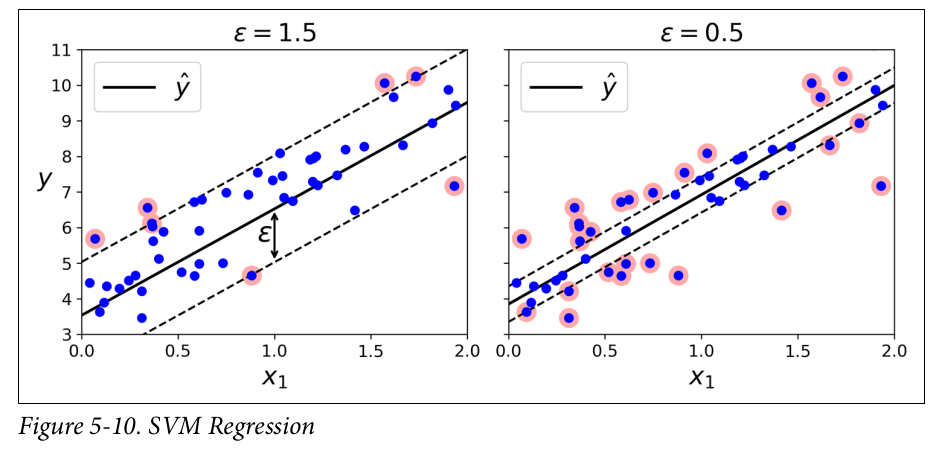 ε = 1.5
ε = 0.5
11
10
9
8
7
6
5
4
3
y
ŷ
ŷ
ε
0.0 0.5 1.0 1.5 2.0
0.0 0.5 1.0 1.5 2.0
x₁
x₁
Figure 5-10. SVM Regression